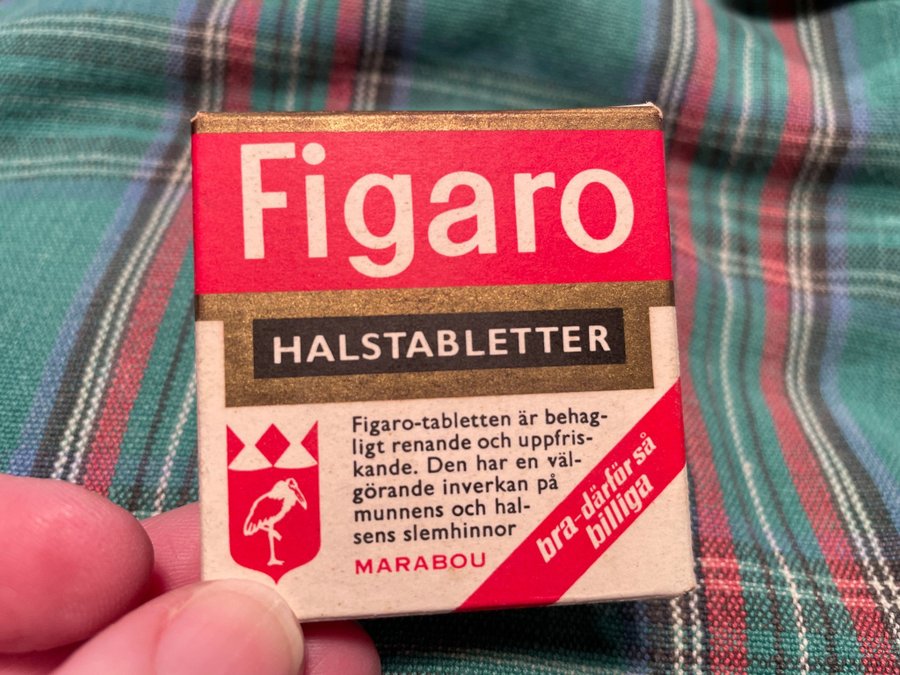 Figaro
HALSTABLETTER
Figaro-tabletten är behag-
ligt renande och uppfris-
kande. Den har en väl-
görande inverkan på
munnens och hal-
sens slemhinnor
MARABOU
bra-därför så
billiga